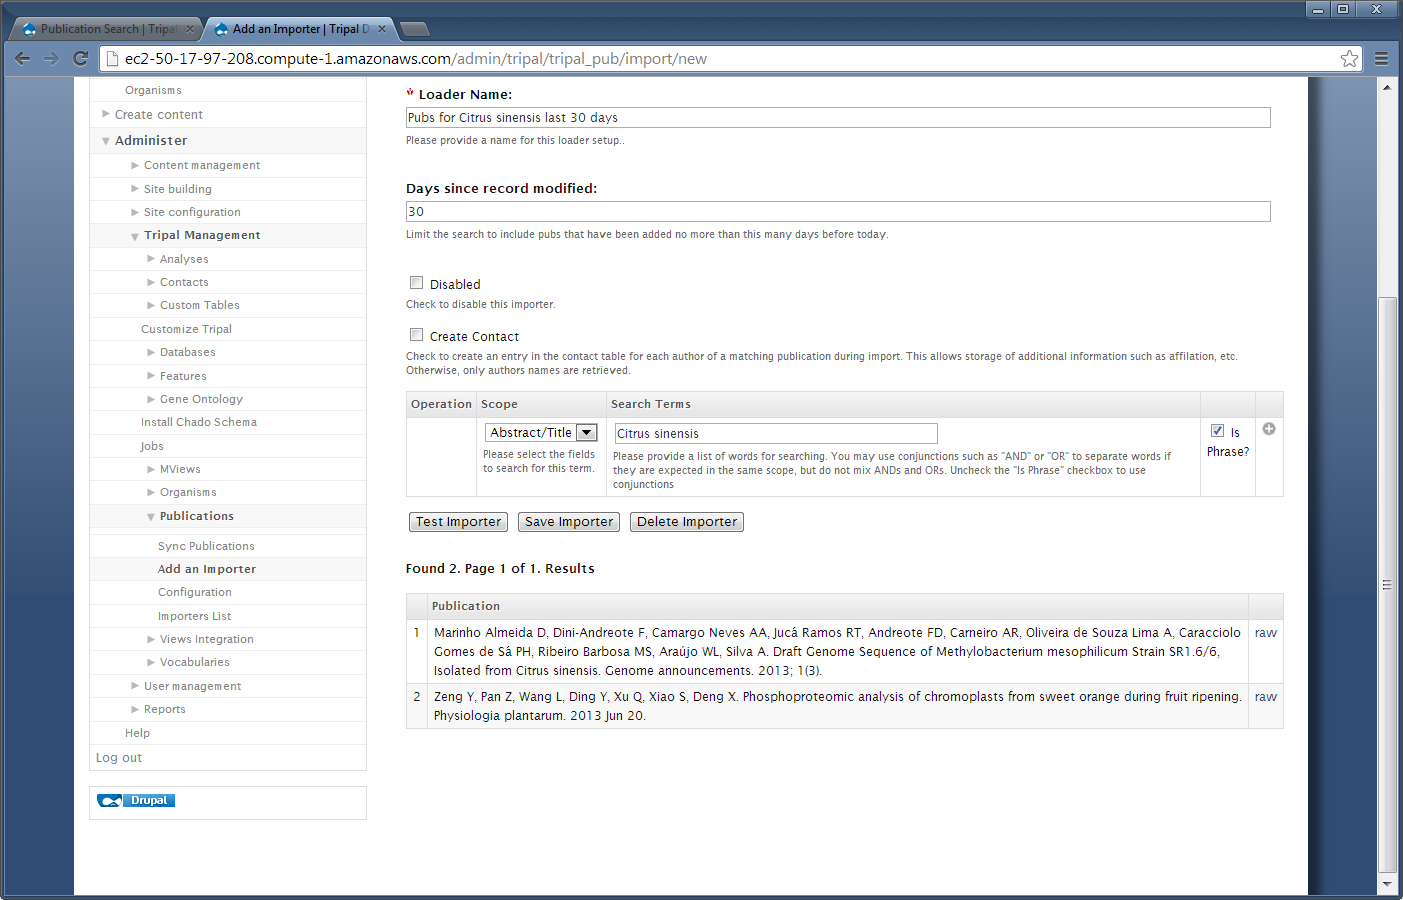 Publication Search | Tripal
Add an Importer | Tripal D
ec2-50-17-97-208.compute-1.amazonaws.com/admin/tripal/tripal_pub/import/new
Organisms
Create content
Administer
Content management
Site building
Site configuration
Tripal Management
Analyses
Contacts
Custom Tables
Customize Tripal
Databases
Features
Gene Ontology
Install Chado Schema
Jobs
MViews
Organisms
Publications
Sync Publications
Add an Importer
Configuration
Importers List
Views Integration
Vocabularies
User management
Reports
Help
Log out
Drupal
* Loader Name:
Pubs for Citrus sinensis last 30 days
Please provide a name for this loader setup..
Days since record modified:
30
Limit the search to include pubs that have been added no more than this many days before today.
Disabled
Check to disable this importer.
Create Contact
Check to create an entry in the contact table for each author of a matching publication during import. This allows storage of additional information such as affilation, etc.
Otherwise, only authors names are retrieved.
Operation Scope Search Terms
Abstract/Title
Please select the fields
to search for this term.
Citrus sinensis
Please provide a list of words for searching. You may use conjunctions such as "AND" or "OR" to separate words if
they are expected in the same scope, but do not mix ANDs and ORs. Uncheck the "Is Phrase" checkbox to use
conjunctions
Is
Phrase?
Test Importer Save Importer Delete Importer
Found 2. Page 1 of 1. Results
Publication
1 Marinho Almeida D, Dini-Andreote F, Camargo Neves AA, Jucá Ramos RT, Andreote FD, Carneiro AR, Oliveira de Souza Lima A, Caracciolo raw
Gomes de Sá PH, Ribeiro Barbosa MS, Araújo WL, Silva A. Draft Genome Sequence of Methylobacterium mesophilicum Strain SR1.6/6,
Isolated from Citrus sinensis. Genome announcements. 2013; 1(3).
2 Zeng Y, Pan Z, Wang L, Ding Y, Xu Q, Xiao S, Deng X. Phosphoproteomic analysis of chromoplasts from sweet orange during fruit ripening. raw
Physiologia plantarum. 2013 Jun 20.